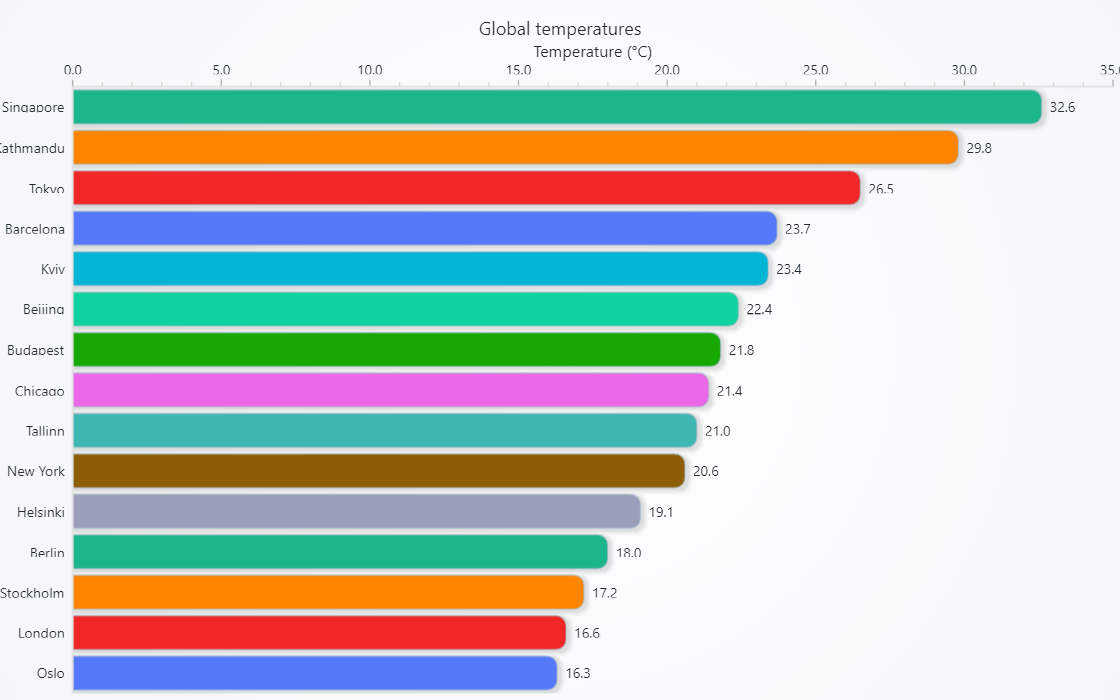 Global temperatures
Temperature (°C)
0.0 5.0 10.0 15.0 20.0 25.0 30.0 35.0
Singapore 32.6
Kathmandu 29.8
Tokyo 26.5
Barcelona 23.7
Kyiv 23.4
Beijing 22.4
Budapest 21.8
Chicago 21.4
Tallinn 21.0
New York 20.6
Helsinki 19.1
Berlin 18.0
Stockholm 17.2
London 16.6
Oslo 16.3